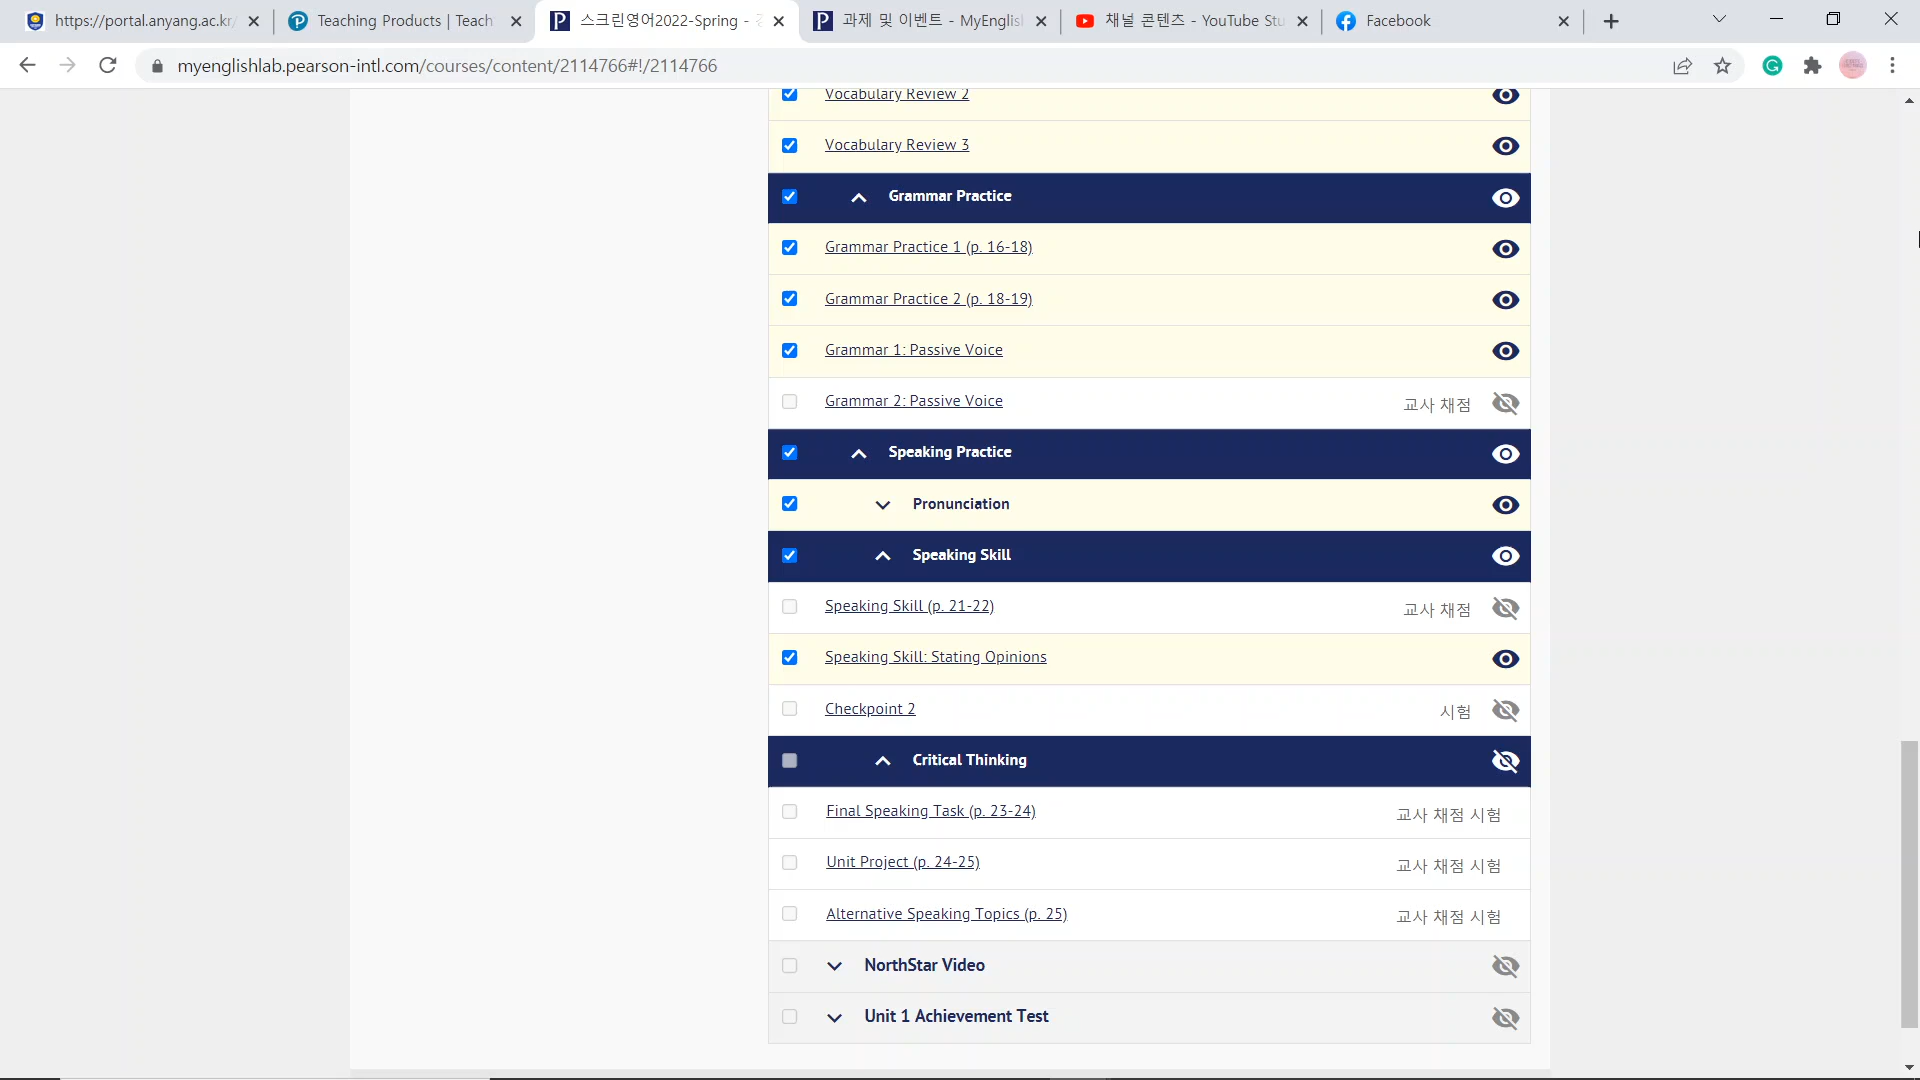 https://portal.anyang.ac.kr/
Teaching Products | Teach
스크린영어2022-Spring -
과제 및 이벤트 - MyEnglish
채널 콘텐츠 - YouTube Stu
Facebook
myenglishlab.pearson-intl.com/courses/content/2114766#!/2114766
Vocabulary Review 2
Vocabulary Review 3
Grammar Practice
Grammar Practice 1 (p. 16-18)
Grammar Practice 2 (p. 18-19)
Grammar 1: Passive Voice
Grammar 2: Passive Voice 교사 채점
Speaking Practice
Pronunciation
Speaking Skill
Speaking Skill (p. 21-22) 교사 채점
Speaking Skill: Stating Opinions
Checkpoint 2 시험
Critical Thinking
Final Speaking Task (p. 23-24) 교사 채점 시험
Unit Project (p. 24-25) 교사 채점 시험
Alternative Speaking Topics (p. 25) 교사 채점 시험
NorthStar Video
Unit 1 Achievement Test